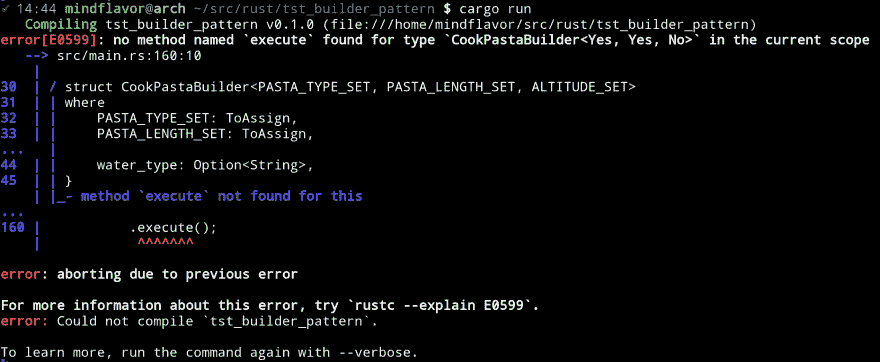 ✓ 14:44 mindflavor@arch ~/src/rust/tst_builder_pattern $ cargo run
   Compiling tst_builder_pattern v0.1.0 (file:///home/mindflavor/src/rust/tst_builder_pattern)
error[E0599]: no method named `execute` found for type `CookPastaBuilder<Yes, Yes, No>` in the current scope
   --> src/main.rs:160:10
    |
30  | / struct CookPastaBuilder<PASTA_TYPE_SET, PASTA_LENGTH_SET, ALTITUDE_SET>
31  | | where
32  | |     PASTA_TYPE_SET: ToAssign,
33  | |     PASTA_LENGTH_SET: ToAssign,
...   |
44  | |     water_type: Option<String>,
45  | | }
    | |_- method `execute` not found for this
...
160 |           .execute();
    |            ^^^^^^^
error: aborting due to previous error
For more information about this error, try `rustc --explain E0599`.
error: Could not compile `tst_builder_pattern`.
To learn more, run the command again with --verbose.